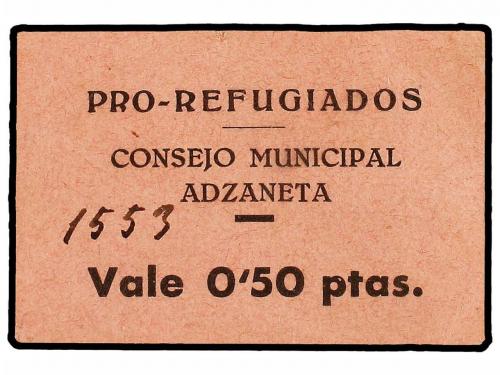 PRO-REFUGIADOS
CONSEJO MUNICIPAL
ADZANETA
1553
Vale 0'50 ptas.